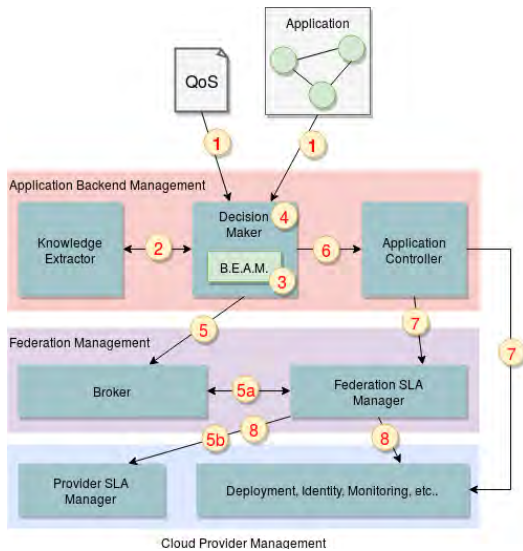 Application
QoS
1
1
Application Backend Management
Knowledge
Extractor
2
Decision
Maker
4
B.E.A.M.
3
6
Application
Controller
5
7
7
Federation Management
Broker
5a
Federation SLA
Manager
5b
8
8
Provider SLA
Manager
Deployment, Identity, Monitoring, etc.,
Cloud Provider Management